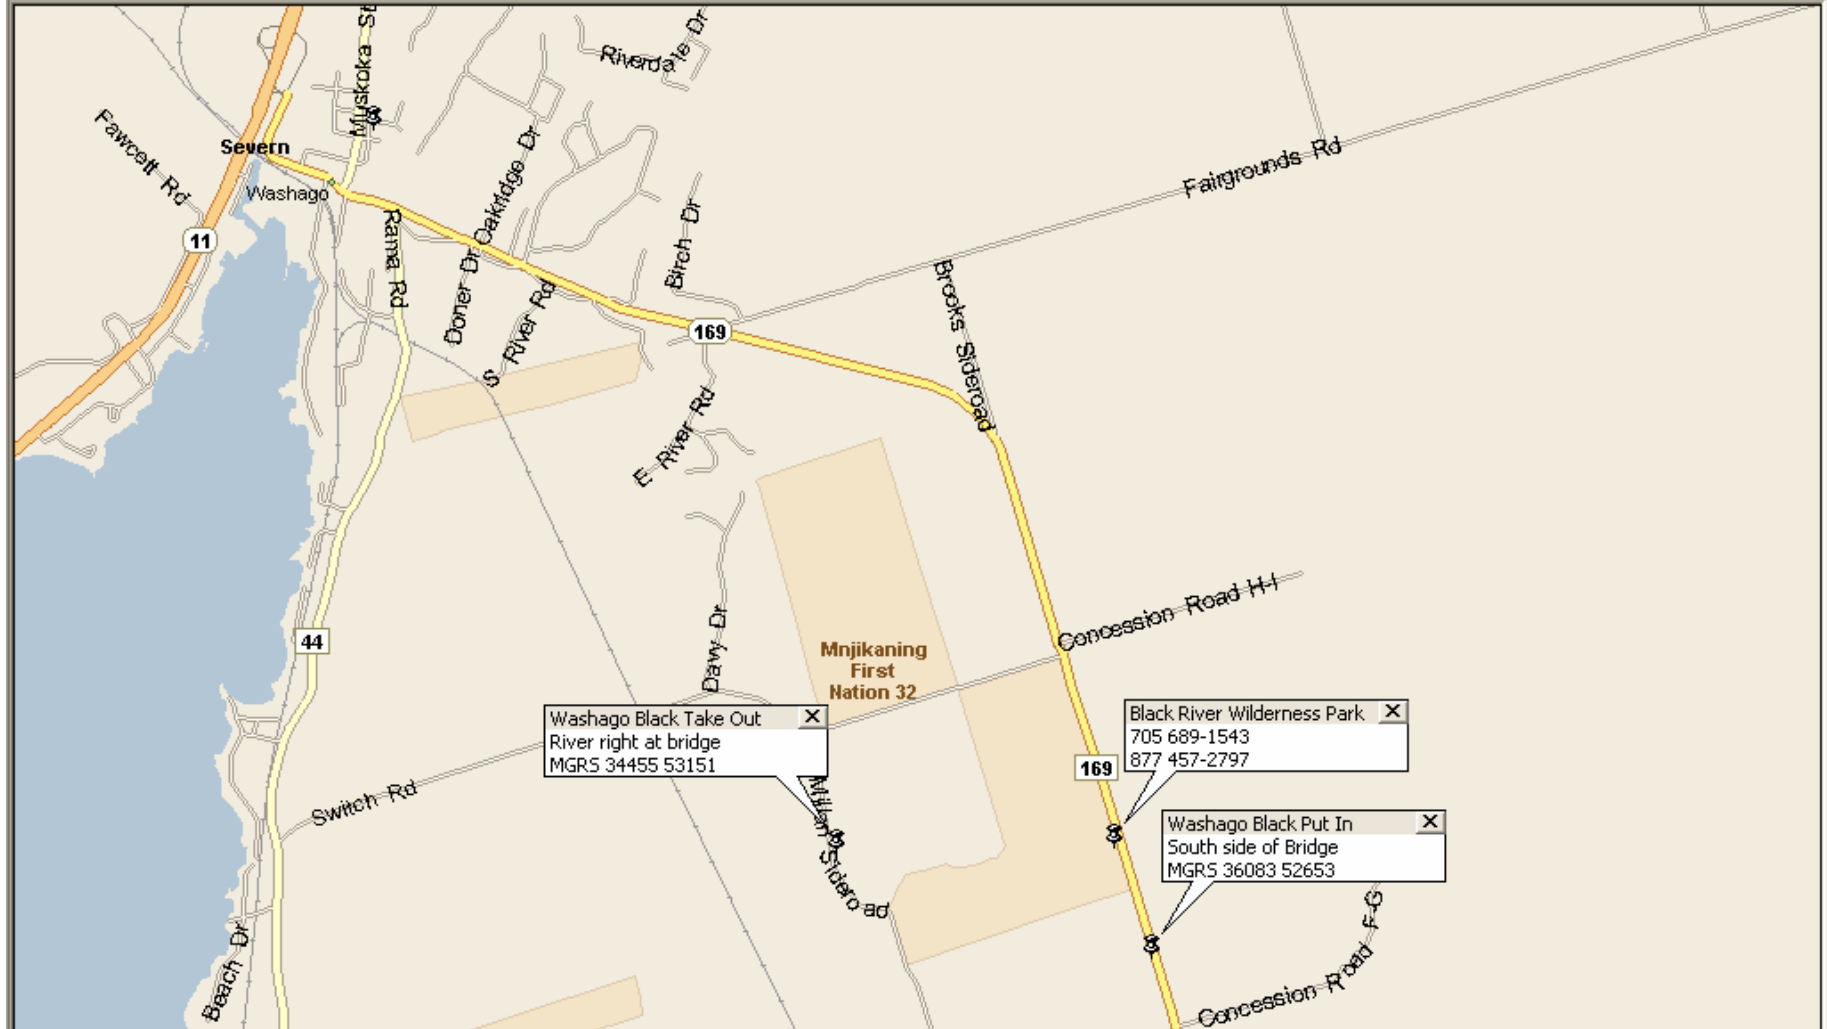 Muskoka St
Riverdale Dr
Fawcett Rd
Severn
Washago
Oakridge Dr
Fairgrounds Rd
11
Rama Rd
Doner Dr
Birch Dr
S River Rd
169
Brooks Sideroad
E River Rd
Concession Road H-I
44
Davy Dr
Mnjikaning
First
Nation 32
Washago Black Take Out
River right at bridge
MGRS 34455 53151
Black River Wilderness Park
705 689-1543
877 457-2797
169
Switch Rd
Sideroad
Washago Black Put In
South side of Bridge
MGRS 36083 52653
Beach Dr
Concession Road F-G